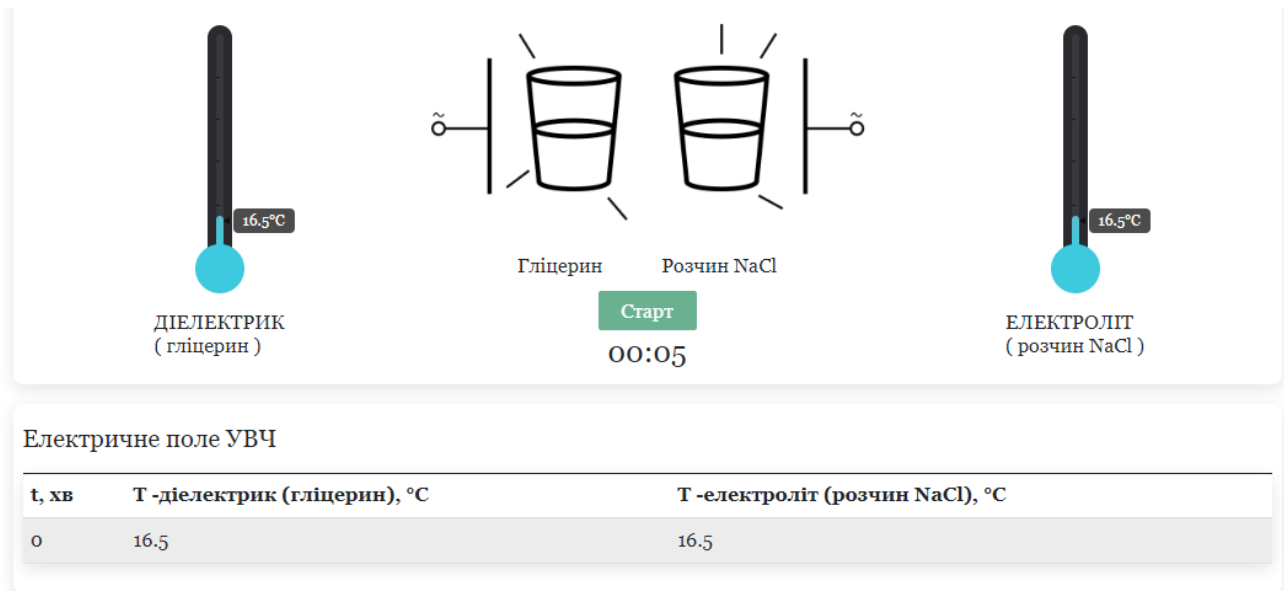 16.5°C
16.5°C
Гліцерин Розчин NaCl
Старт
ДІЕЛЕКТРИК
( гліцерин )
00:05
ЕЛЕКТРОЛІТ
( розчин NaCl )
Електричне поле УВЧ
t, хв T -діелектрик (гліцерин), °C T -електроліт (розчин NaCl), °C
0 16.5 16.5